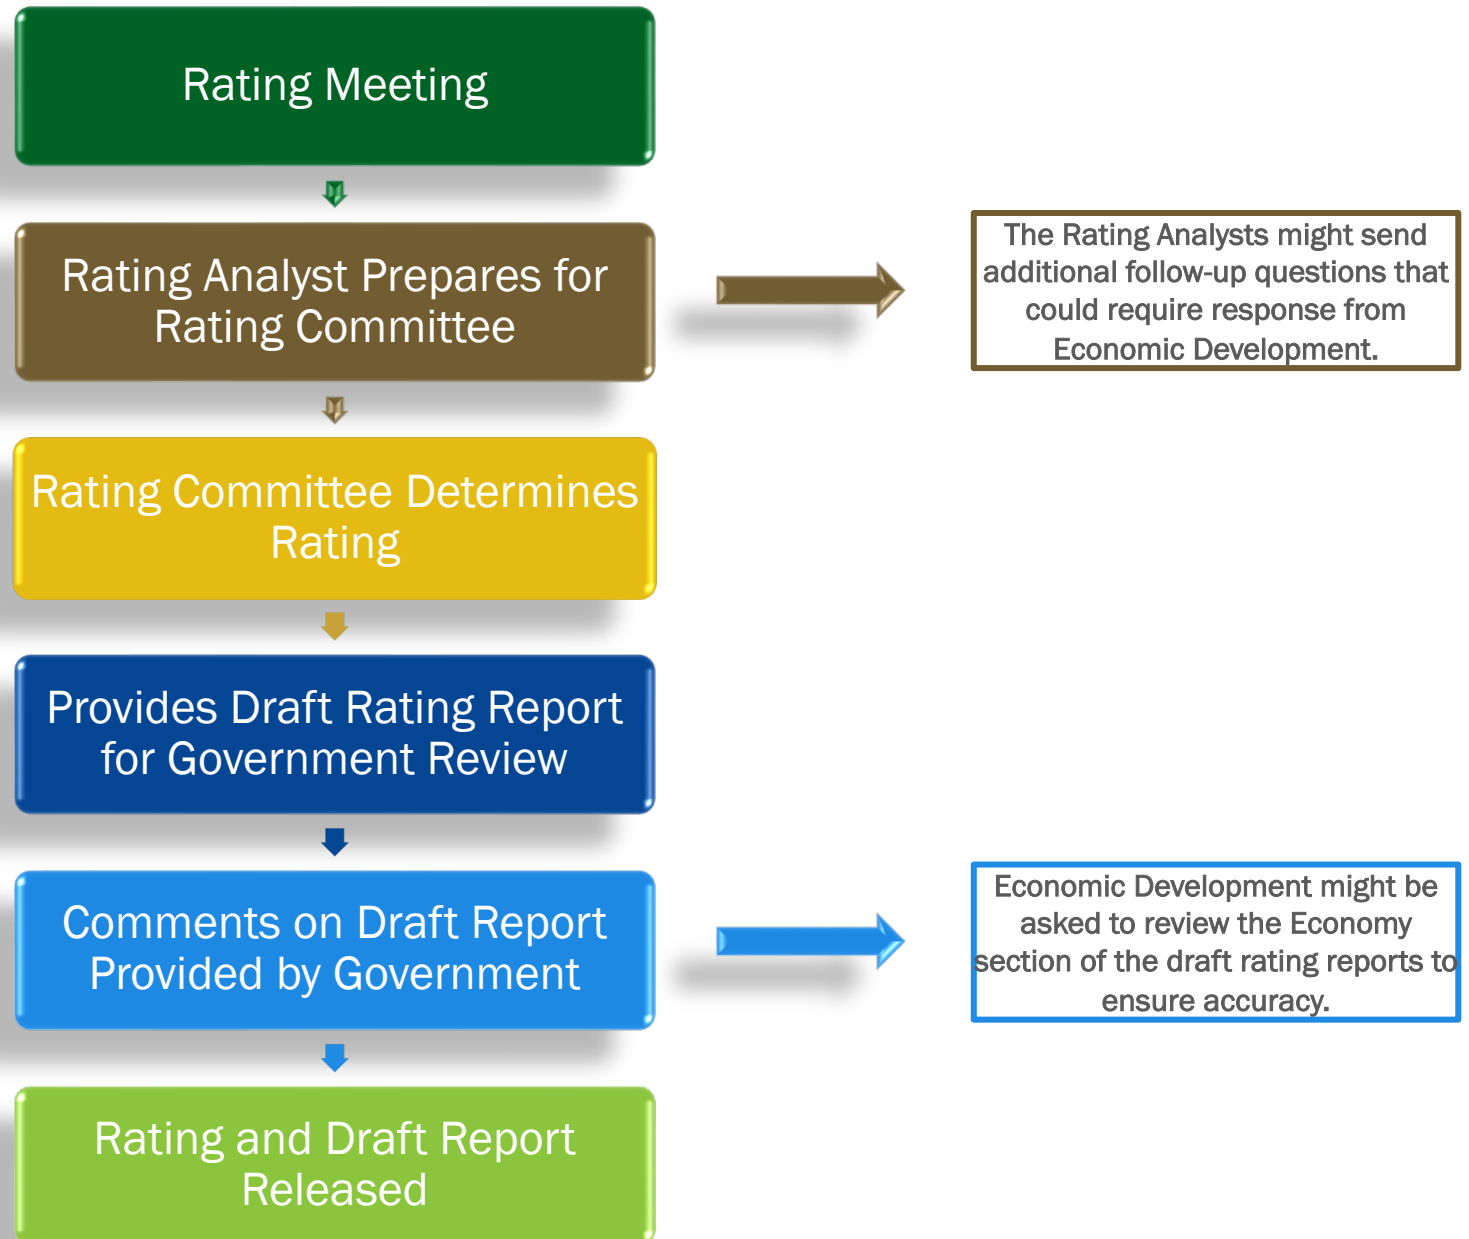 Rating Meeting
Rating Analyst Prepares for
Rating Committee
The Rating Analysts might send
additional follow-up questions that
could require response from
Economic Development.
Rating Committee Determines
Rating
Provides Draft Rating Report
for Government Review
Comments on Draft Report
Provided by Government
Economic Development might be
asked to review the Economy
section of the draft rating reports to
ensure accuracy.
Rating and Draft Report
Released